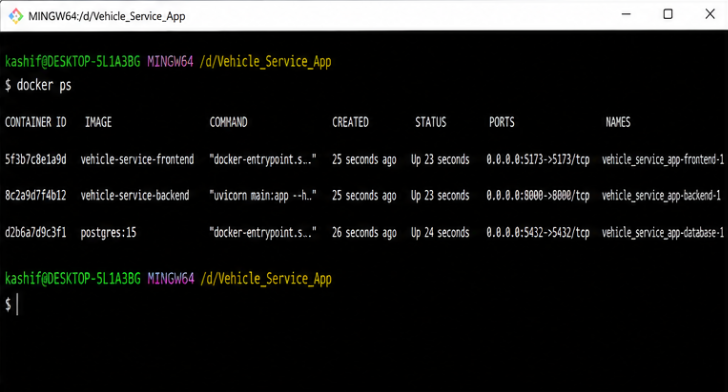 MINGW64:/d/Vehicle_Service_App
kashif@DESKTOP-5L1A3BG MINGW64 /d/Vehicle_Service_App
$ docker ps
CONTAINER ID IMAGE COMMAND CREATED STATUS PORTS NAMES
5f3b7c8e1a9d vehicle-service-frontend "docker-entrypoint.s..." 25 seconds ago Up 23 seconds 0.0.0.0:5173->5173/tcp vehicle_service_app-frontend-1
8c2a9d7f4b12 vehicle-service-backend "uvicorn main:app --h.." 25 seconds ago Up 23 seconds 0.0.0.0:8000->8000/tcp vehicle_service_app-backend-1
d2b6a7d9c3f1 postgres:15 "docker-entrypoint.s..." 26 seconds ago Up 24 seconds 0.0.0.0:5432->5432/tcp vehicle_service_app-database-1
kashif@DESKTOP-5L1A3BG MINGW64 /d/Vehicle_Service_App
$